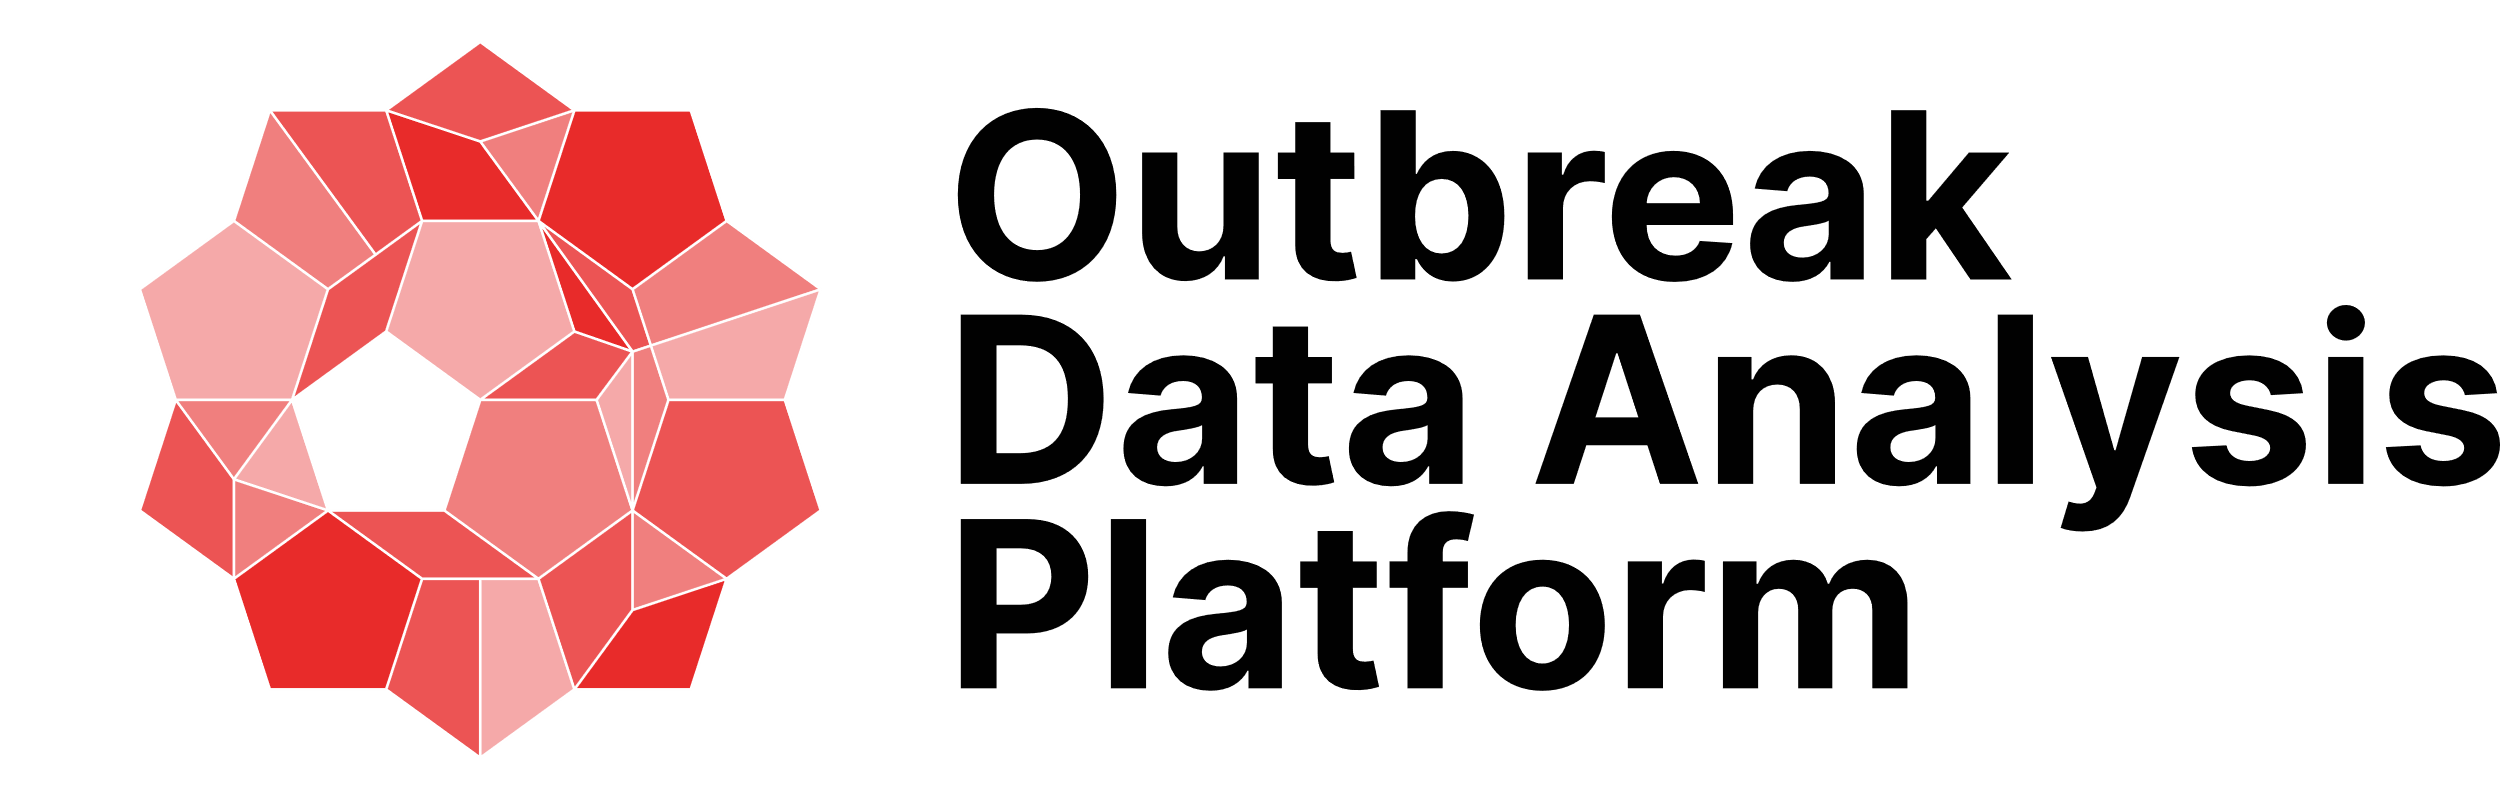 Outbreak
Data Analysis
Platform